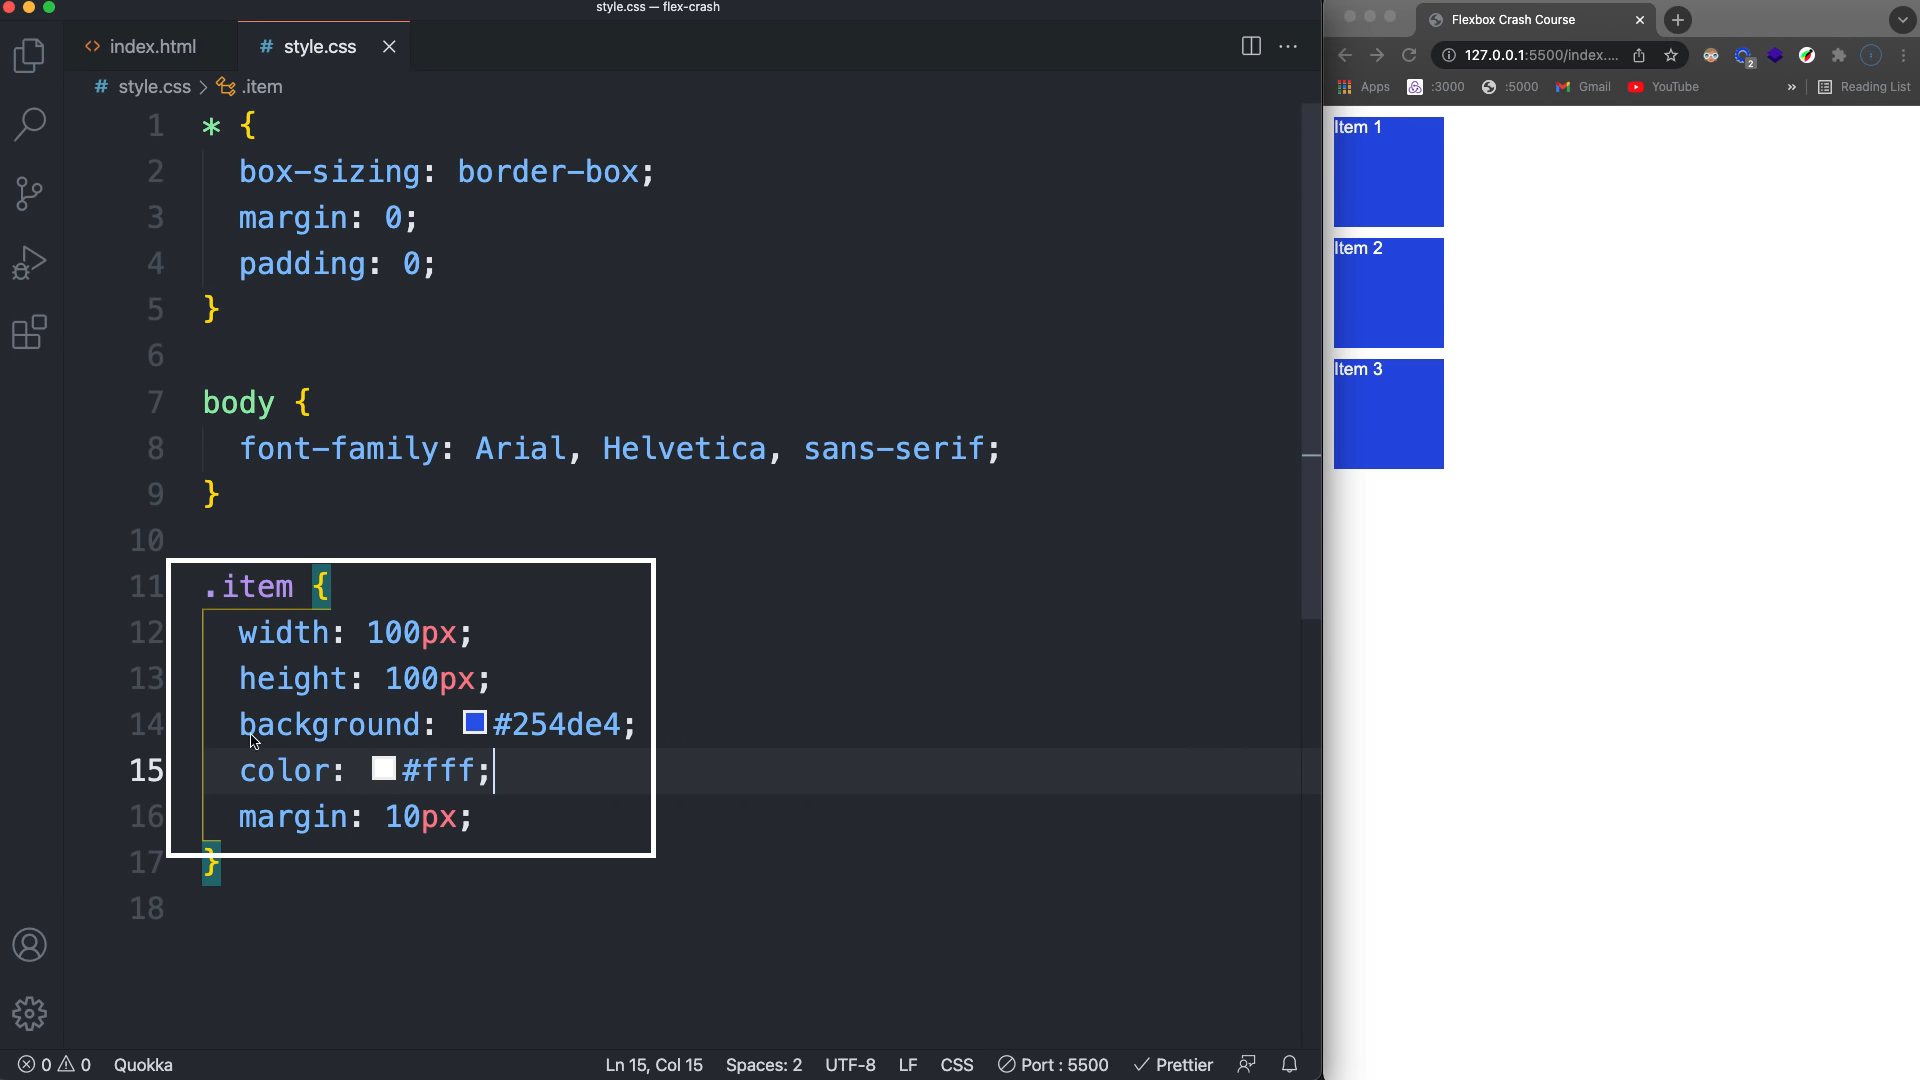 style.css — flex-crash
index.html
# style.css
# style.css > .item
1 * {
2 box-sizing: border-box;
3 margin: 0;
4 padding: 0;
5 }
6
7 body {
8 font-family: Arial, Helvetica, sans-serif;
9 }
10
11 .item {
12 width: 100px;
13 height: 100px;
14 background: #254de4;
15 color: #fff;
16 margin: 10px;
17 }
18
0 0 Quokka Ln 15, Col 15 Spaces: 2 UTF-8 LF CSS Port : 5500 Prettier
Flexbox Crash Course
127.0.0.1:5500/index.... 2
Apps :3000 :5000 Gmail YouTube » Reading List
Item 1
Item 2
Item 3